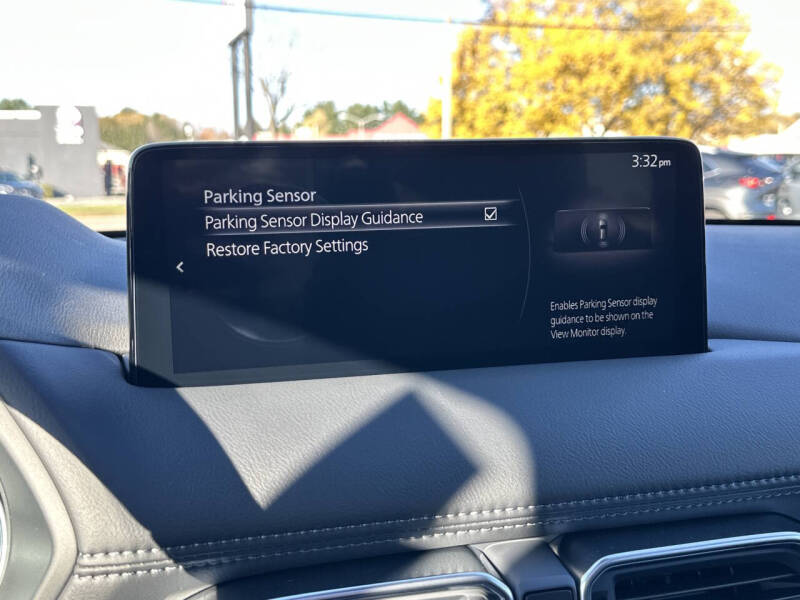 3:32pm
Parking Sensor
Parking Sensor Display Guidance
Restore Factory Settings
Enables Parking Sensor display
guidance to be shown on the
View Monitor display.